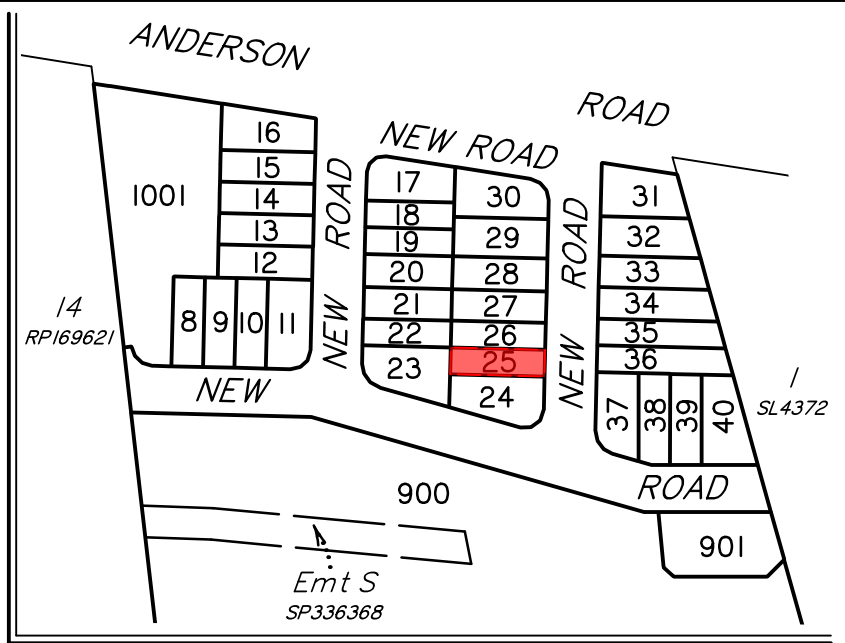 ANDERSON ROAD
NEW ROAD
16
15
14
13
12
1001
8 9 10 11
NEW ROAD
17
18
19
20
21
22
23
30
29
28
27
26
25
24
NEW ROAD
31
32
33
34
35
36
37 38 39 40
14
RP169621
1
SL4372
NEW ROAD
900
901
Emt S
SP336368